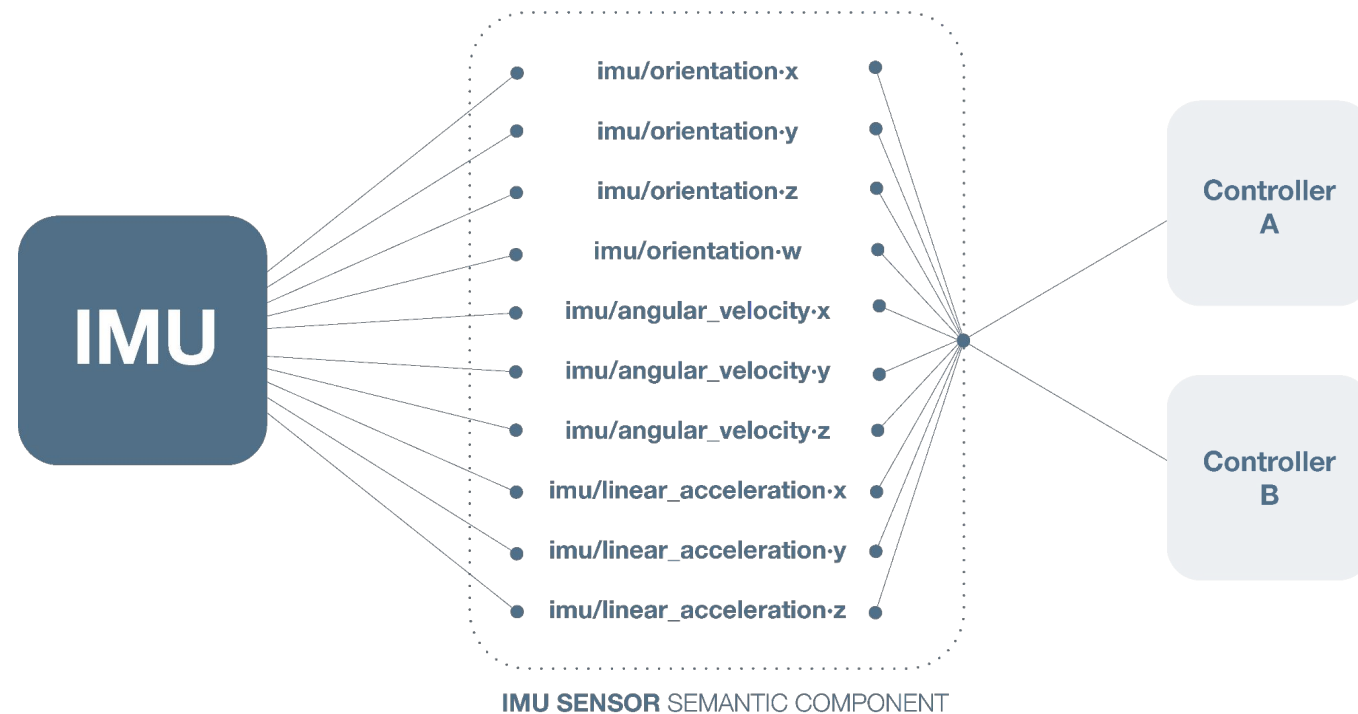 IMU
imu/orientation·x
imu/orientation·y
imu/orientation·z
imu/orientation·w
imu/angular_velocity·x
imu/angular_velocity·y
imu/angular_velocity·z
imu/linear_acceleration·x
imu/linear_acceleration·y
imu/linear_acceleration·z
IMU SENSOR SEMANTIC COMPONENT
Controller
A
Controller
B